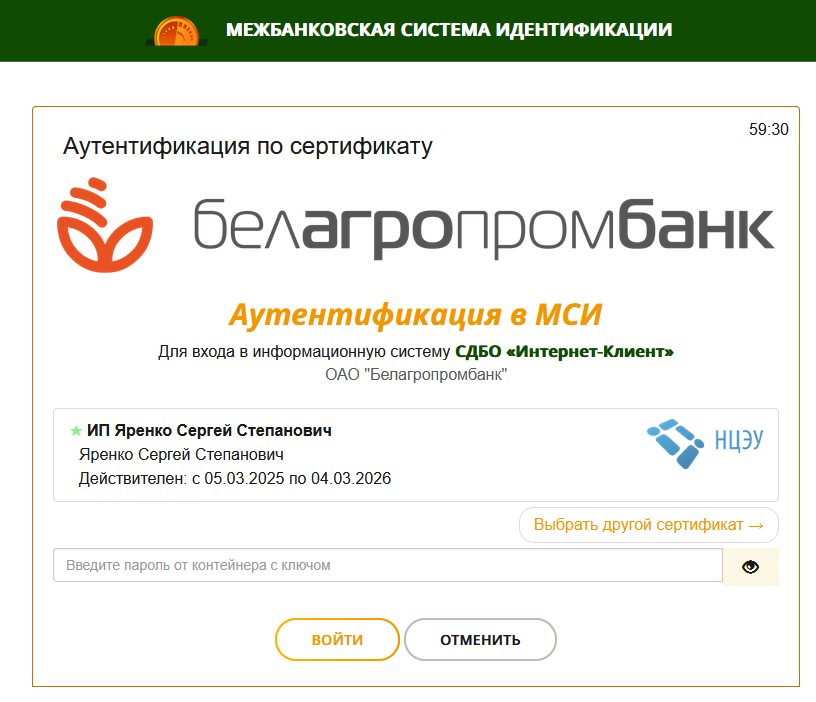 МЕЖБАНКОВСКАЯ СИСТЕМА ИДЕНТИФИКАЦИИ
59:30
Аутентификация по сертификату
белагропромбанк
Аутентификация в МСИ
Для входа в информационную систему СДБО «Интернет-Клиент»
ОАО "Белагропромбанк"
ИП Яренко Сергей Степанович
Яренко Сергей Степанович
Действителен: с 05.03.2025 по 04.03.2026
НЦЭУ
Выбрать другой сертификат →
Введите пароль от контейнера с ключом
ВОЙТИ
ОТМЕНИТЬ